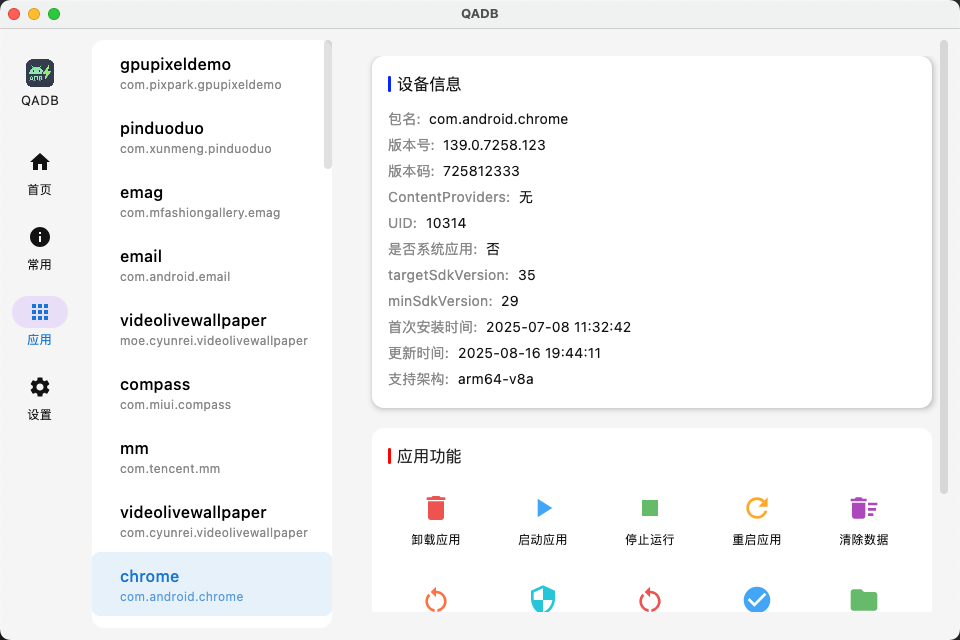 QADB
QADB
首页
常用
应用
设置
gpupixeldemo
com.pixpark.gpupixeldemo
pinduoduo
com.xunmeng.pinduoduo
emag
com.mfashiongallery.emag
email
com.android.email
videolivewallpaper
moe.cyunrei.videolivewallpaper
compass
com.miui.compass
mm
com.tencent.mm
videolivewallpaper
com.cyunrei.videolivewallpaper
chrome
com.android.chrome
设备信息
包名: com.android.chrome
版本号: 139.0.7258.123
版本码: 725812333
ContentProviders: 无
UID: 10314
是否系统应用: 否
targetSdkVersion: 35
minSdkVersion: 29
首次安装时间: 2025-07-08 11:32:42
更新时间: 2025-08-16 19:44:11
支持架构: arm64-v8a
应用功能
卸载应用 启动应用 停止运行 重启应用 清除数据